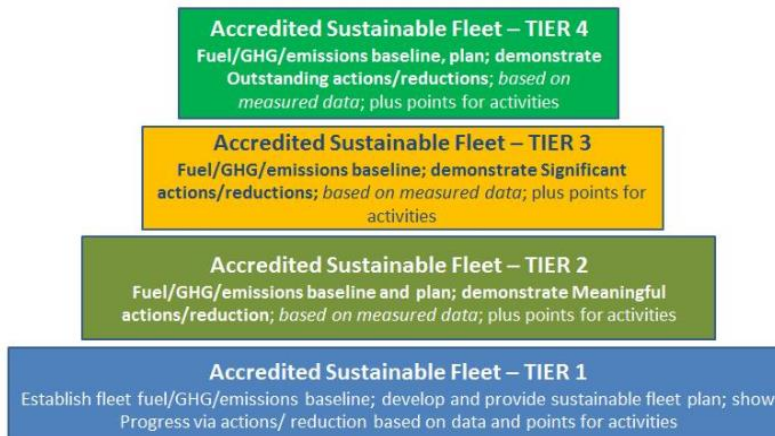 Accredited Sustainable Fleet – TIER 4
Fuel/GHG/emissions baseline, plan; demonstrate
Outstanding actions/reductions; based on
measured data; plus points for activities
Accredited Sustainable Fleet – TIER 3
Fuel/GHG/emissions baseline; demonstrate Significant
actions/reductions; based on measured data; plus points for
activities
Accredited Sustainable Fleet – TIER 2
Fuel/GHG/emissions baseline and plan; demonstrate Meaningful
actions/reduction; based on measured data; plus points for activities
Accredited Sustainable Fleet – TIER 1
Establish fleet fuel/GHG/emissions baseline; develop and provide sustainable fleet plan; show
Progress via actions/ reduction based on data and points for activities